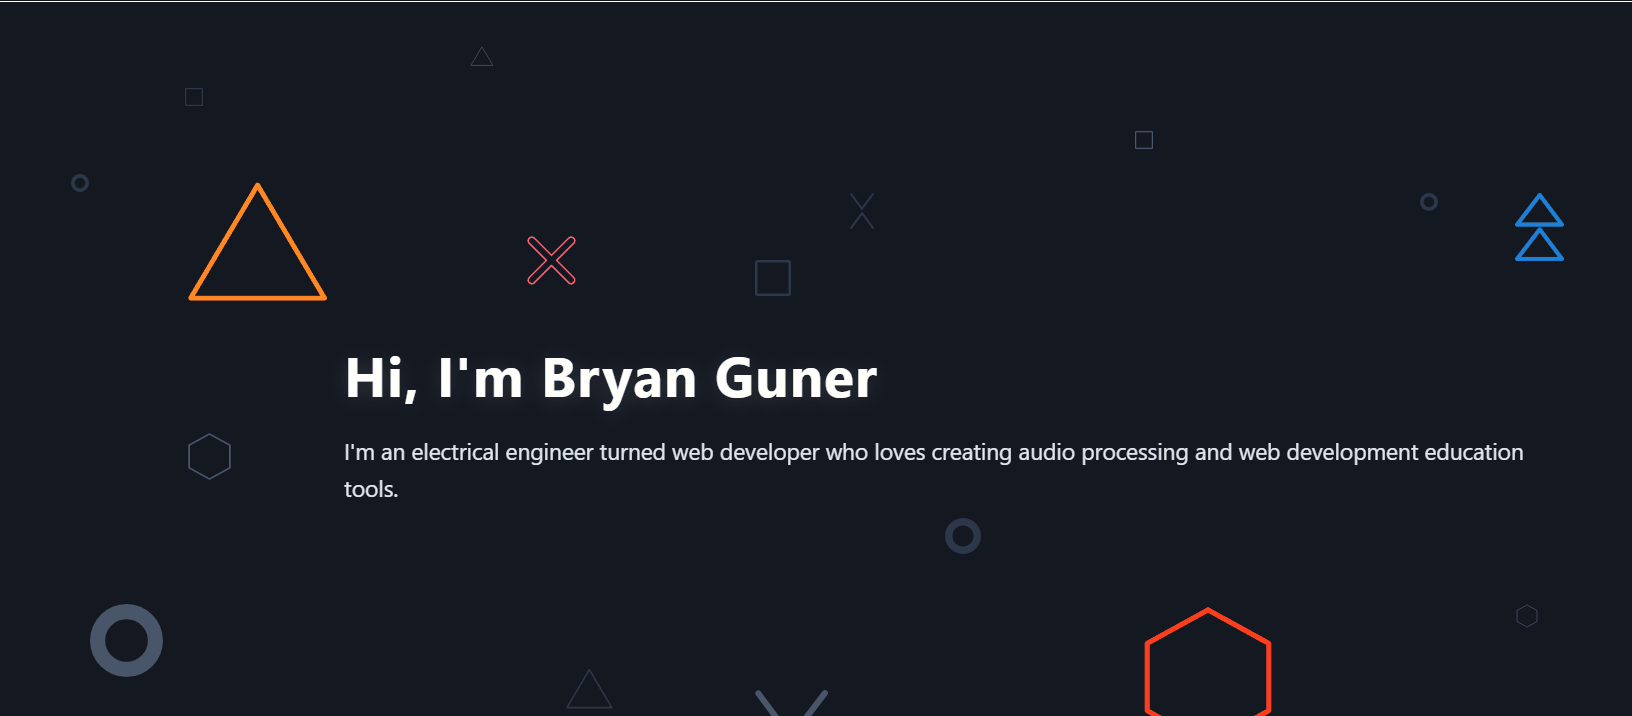 Hi, I'm Bryan Guner
I'm an electrical engineer turned web developer who loves creating audio processing and web development education
tools.